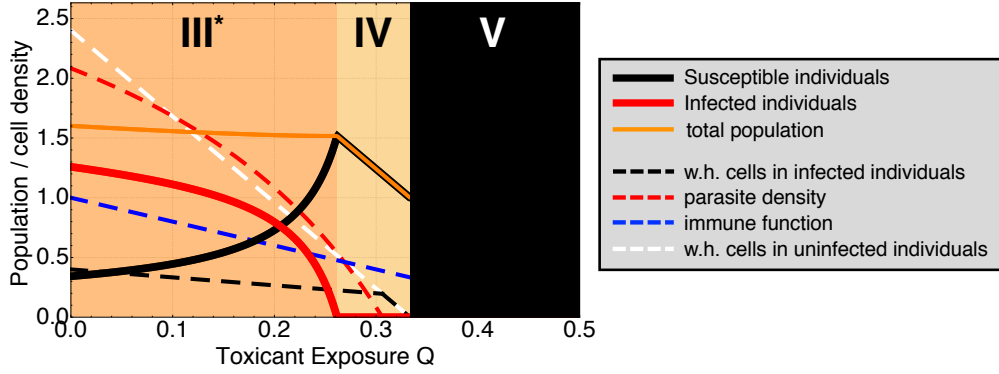 III* IV V
2.5
2.0
1.5
1.0
0.5
0.0
Population / cell density
0.0 0.1 0.2 0.3 0.4 0.5
Toxicant Exposure Q
Susceptible individuals
Infected individuals
total population
w.h. cells in infected individuals
parasite density
immune function
w.h. cells in uninfected individuals